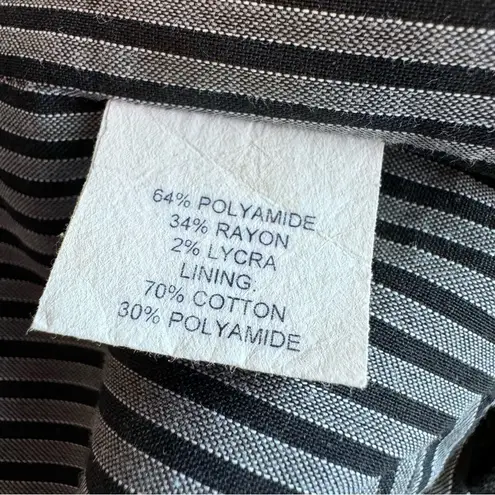 64% POLYAMIDE
34% RAYON
2% LYCRA
LINING.
70% COTTON
30% POLYAMIDE